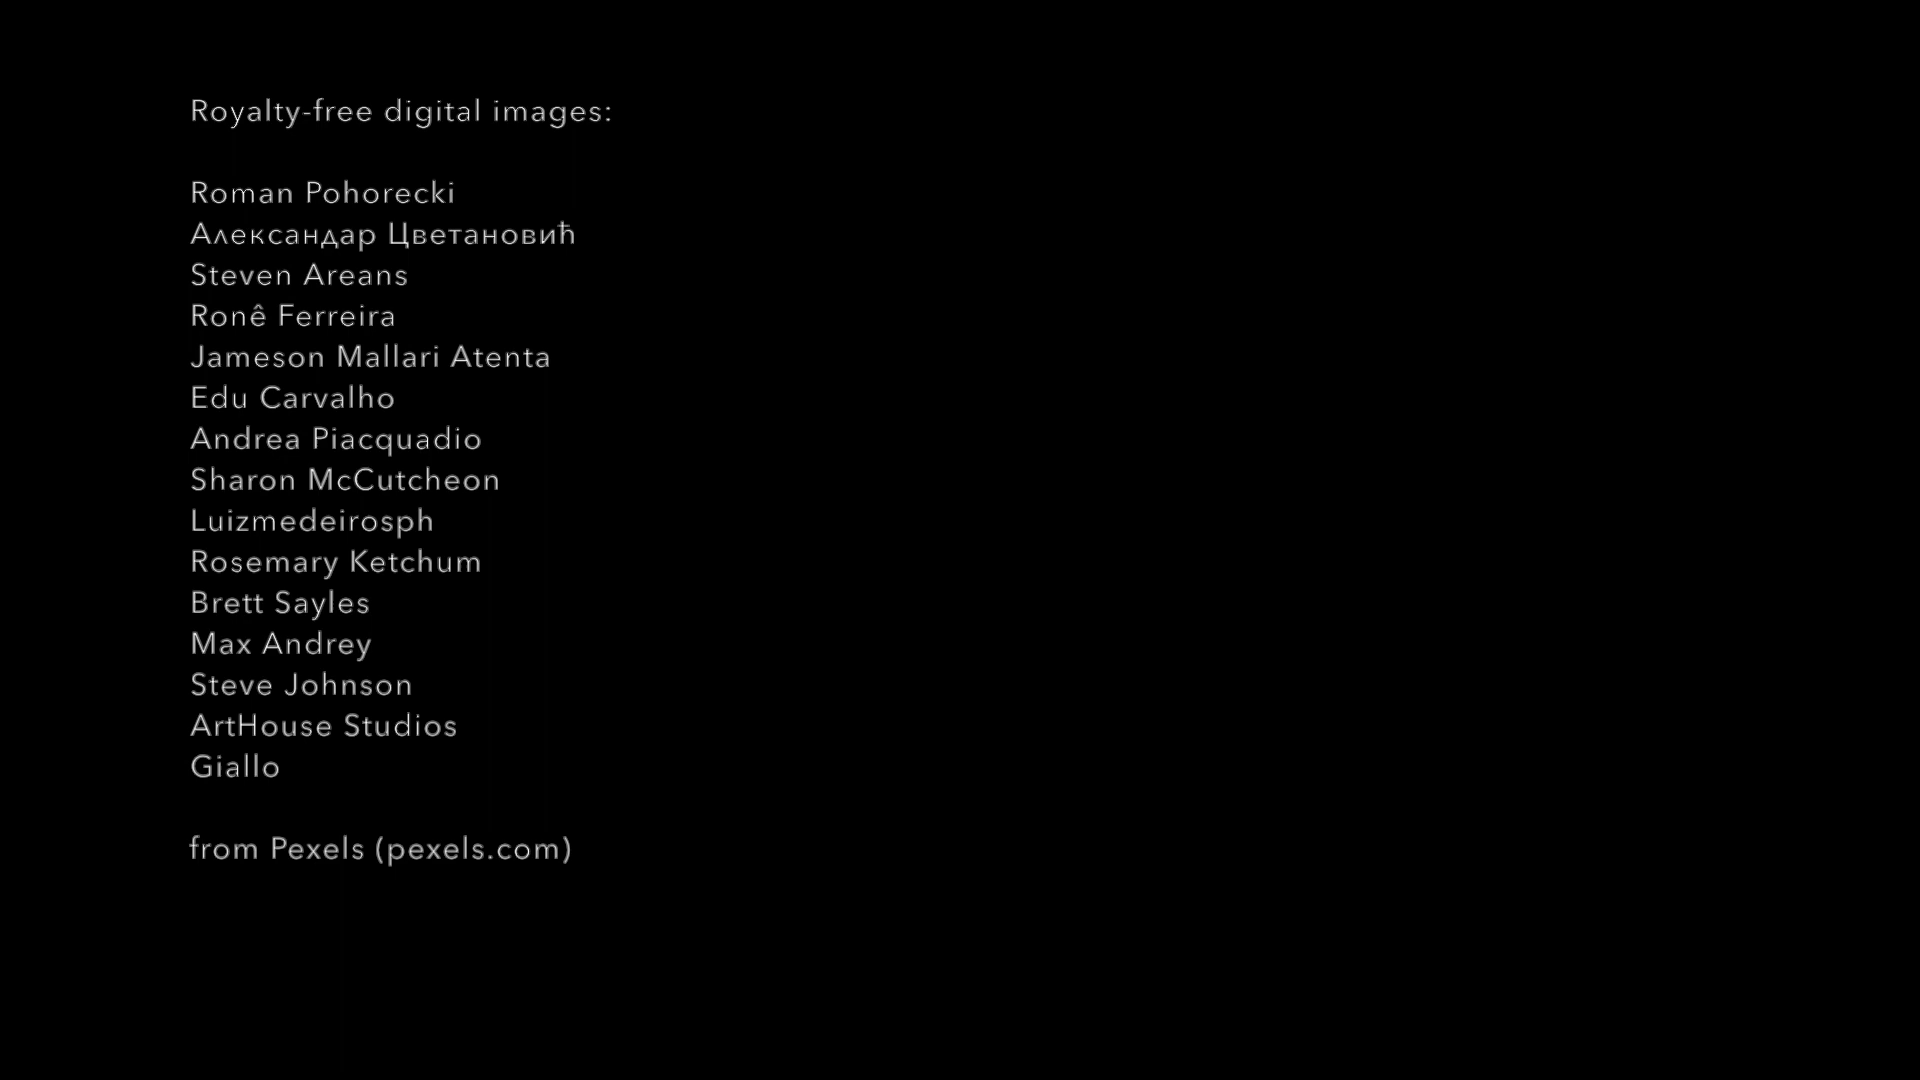 Royalty-free digital images:
Roman Pohorecki
Александар Цветановић
Steven Areans
Ronê Ferreira
Jameson Mallari Atenta
Edu Carvalho
Andrea Piacquadio
Sharon McCutcheon
Luizmedeirosph
Rosemary Ketchum
Brett Sayles
Max Andrey
Steve Johnson
ArtHouse Studios
Giallo
from Pexels (pexels.com)